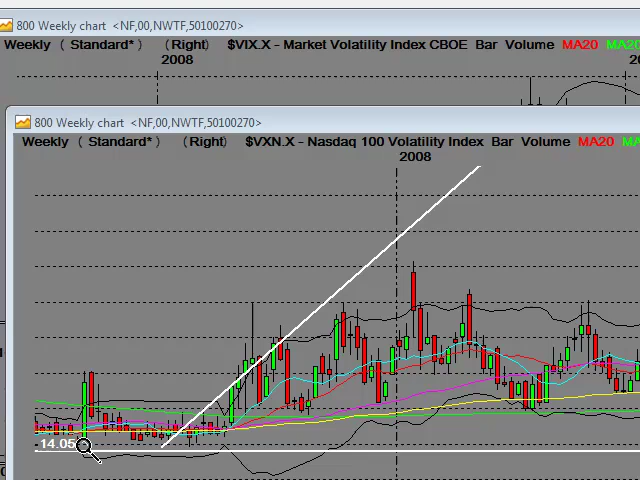 800 Weekly chart <NF,00,NWTF,50100270>
Weekly ( Standard* ) (Right) $VIX.X - Market Volatility Index CBOE Bar Volume MA20 MA20
2008
800 Weekly chart <NF,00,NWTF,50100270>
Weekly ( Standard* ) (Right) $VXN.X - Nasdaq 100 Volatility Index Bar Volume MA20
2008
14.05